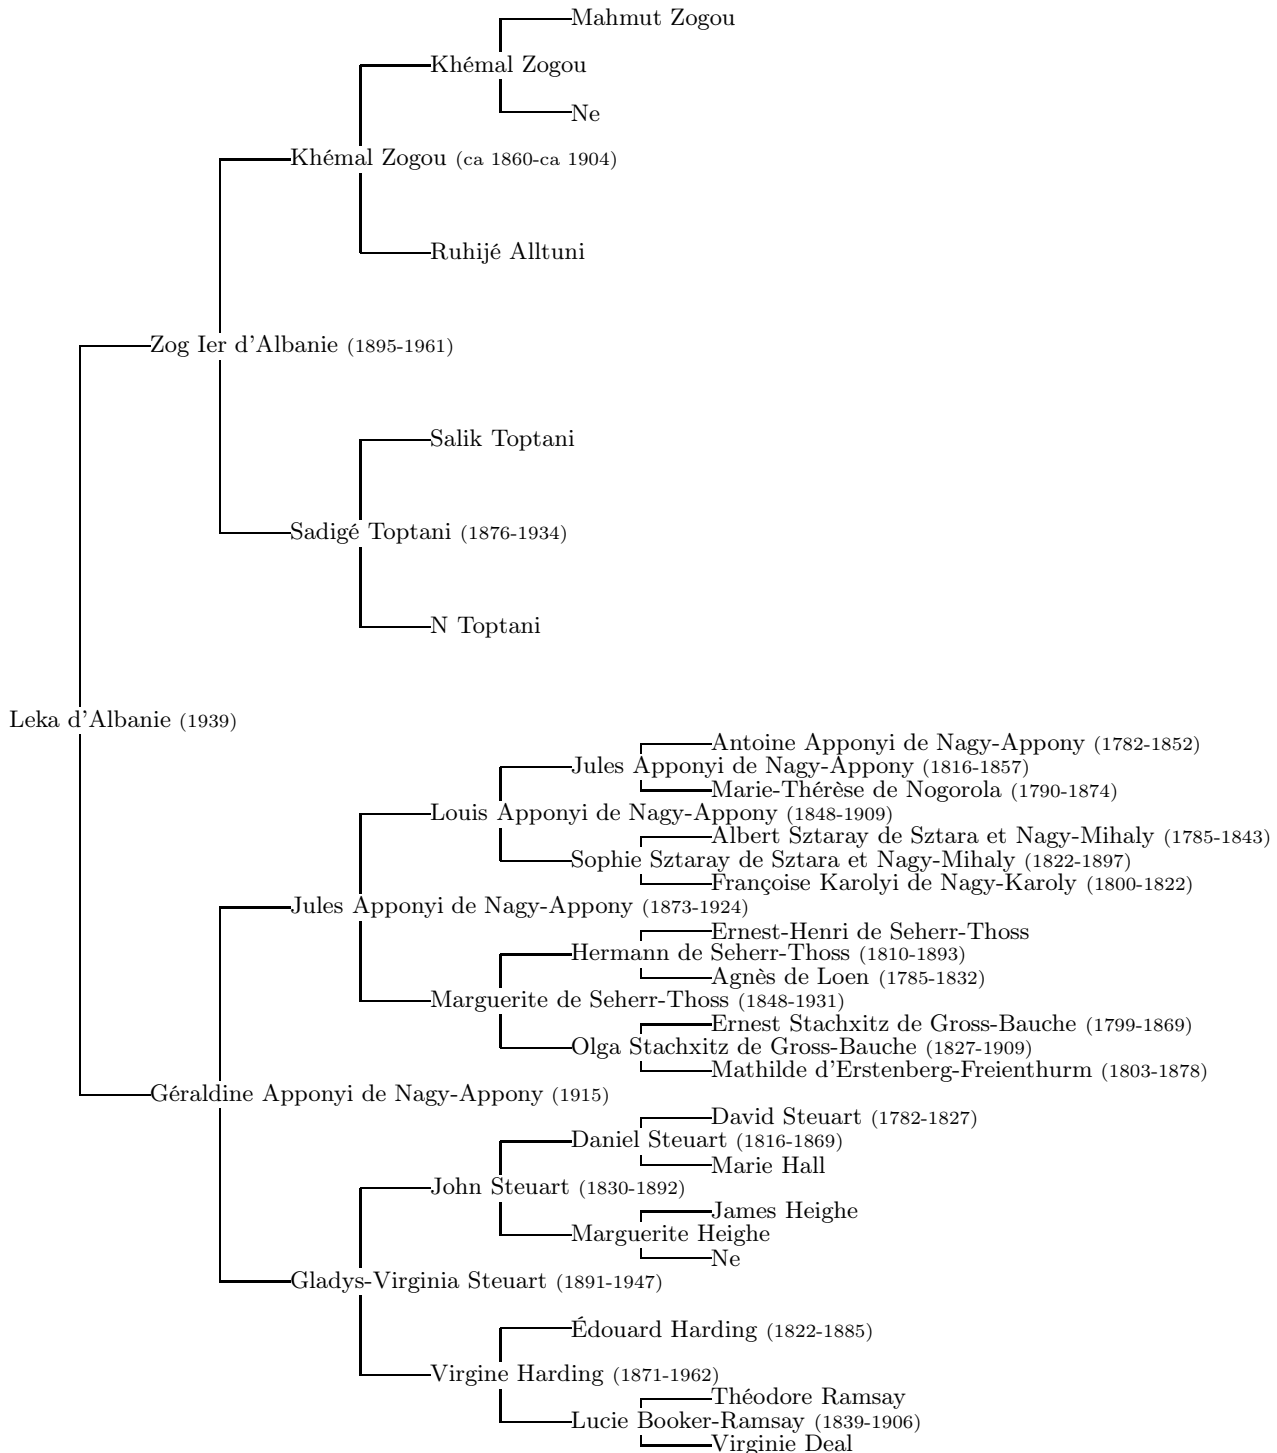 Mahmut Zogou
Khémal Zogou
Ne
Khémal Zogou (ca 1860-ca 1904)
Ruhijé Alltuni
Zog Ier d'Albanie (1895-1961)
Salik Toptani
Sadigé Toptani (1876-1934)
N Toptani
Leka d'Albanie (1939)
Antoine Apponyi de Nagy-Appony (1782-1852)
Jules Apponyi de Nagy-Appony (1816-1857)
Marie-Thérèse de Nogorola (1790-1874)
Louis Apponyi de Nagy-Appony (1848-1909)
Albert Sztaray de Sztara et Nagy-Mihaly (1785-1843)
Sophie Sztaray de Sztara et Nagy-Mihaly (1822-1897)
Françoise Karolyi de Nagy-Karoly (1800-1822)
Jules Apponyi de Nagy-Appony (1873-1924)
Ernest-Henri de Seherr-Thoss
Hermann de Seherr-Thoss (1810-1893)
Agnès de Loen (1785-1832)
Marguerite de Seherr-Thoss (1848-1931)
Ernest Stachxitz de Gross-Bauche (1799-1869)
Olga Stachxitz de Gross-Bauche (1827-1909)
Mathilde d'Erstenberg-Freienthurm (1803-1878)
Géraldine Apponyi de Nagy-Appony (1915)
David Steuart (1782-1827)
Daniel Steuart (1816-1869)
Marie Hall
John Steuart (1830-1892)
James Heighe
Marguerite Heighe
Ne
Gladys-Virginia Steuart (1891-1947)
Édouard Harding (1822-1885)
Virgine Harding (1871-1962)
Théodore Ramsay
Lucie Booker-Ramsay (1839-1906)
Virginie Deal